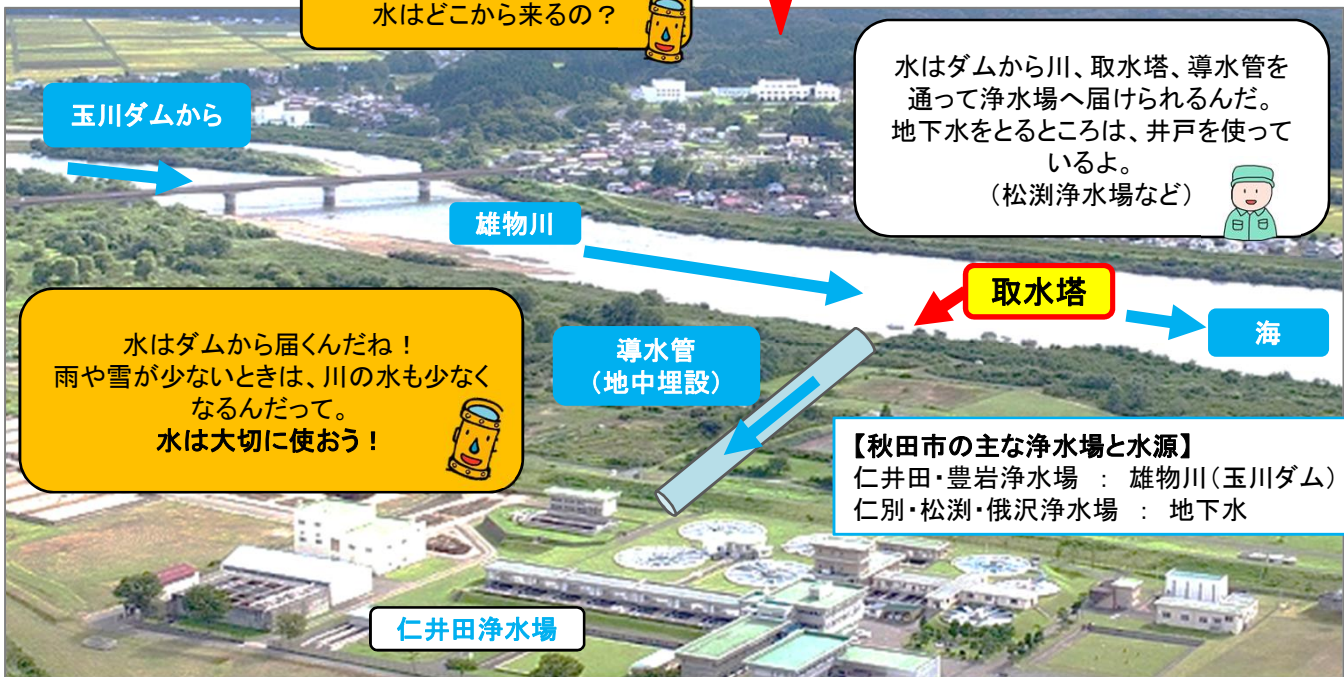 水はどこから来るの？
玉川ダムから
水はダムから川、取水塔、導水管を
通って浄水場へ届けられるんだ。
地下水をとるところは、井戸を使って
いるよ。
（松渕浄水場など）
雄物川
取水塔
海
水はダムから届くんだね！
雨や雪が少ないときは、川の水も少なく
なるんだって。
水は大切に使おう！
導水管
（地中埋設）
【秋田市の主な浄水場と水源】
仁井田・豊岩浄水場　：　雄物川（玉川ダム）
仁別・松渕・俄沢浄水場　：　地下水
仁井田浄水場